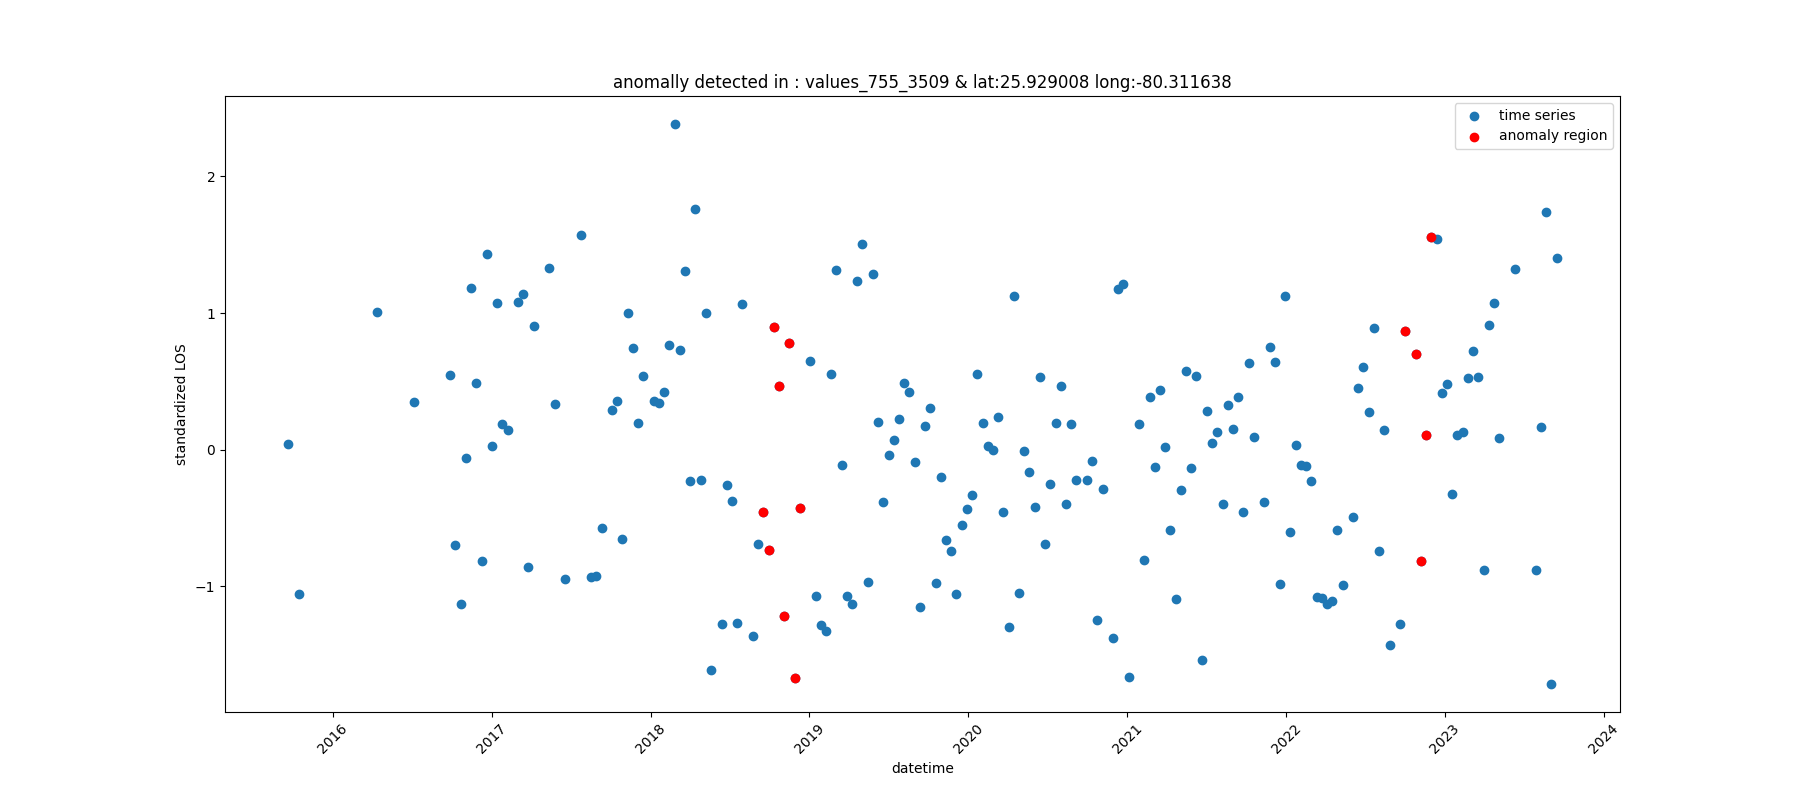 anomally detected in : values_755_3509 & lat:25.929008 long:-80.311638
time series
anomaly region
standardized LOS
2
1
0
−1
2016
2017
2018
2019
2020
2021
2022
2023
2024
datetime